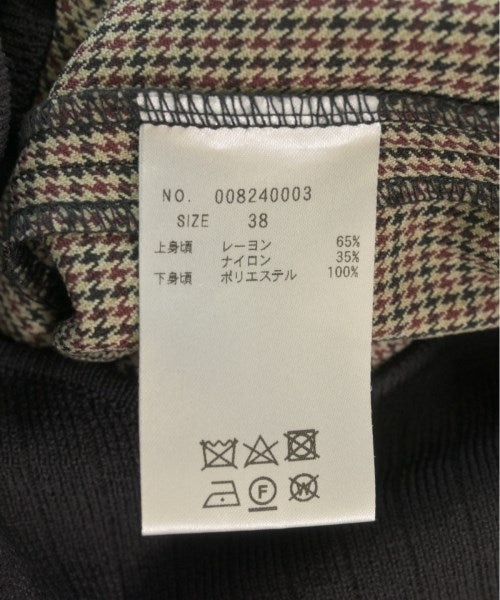 NO. 008240003
SIZE 38
上身頃 レーヨン 65%
ナイロン 35%
下身頃 ポリエステル 100%
F
W